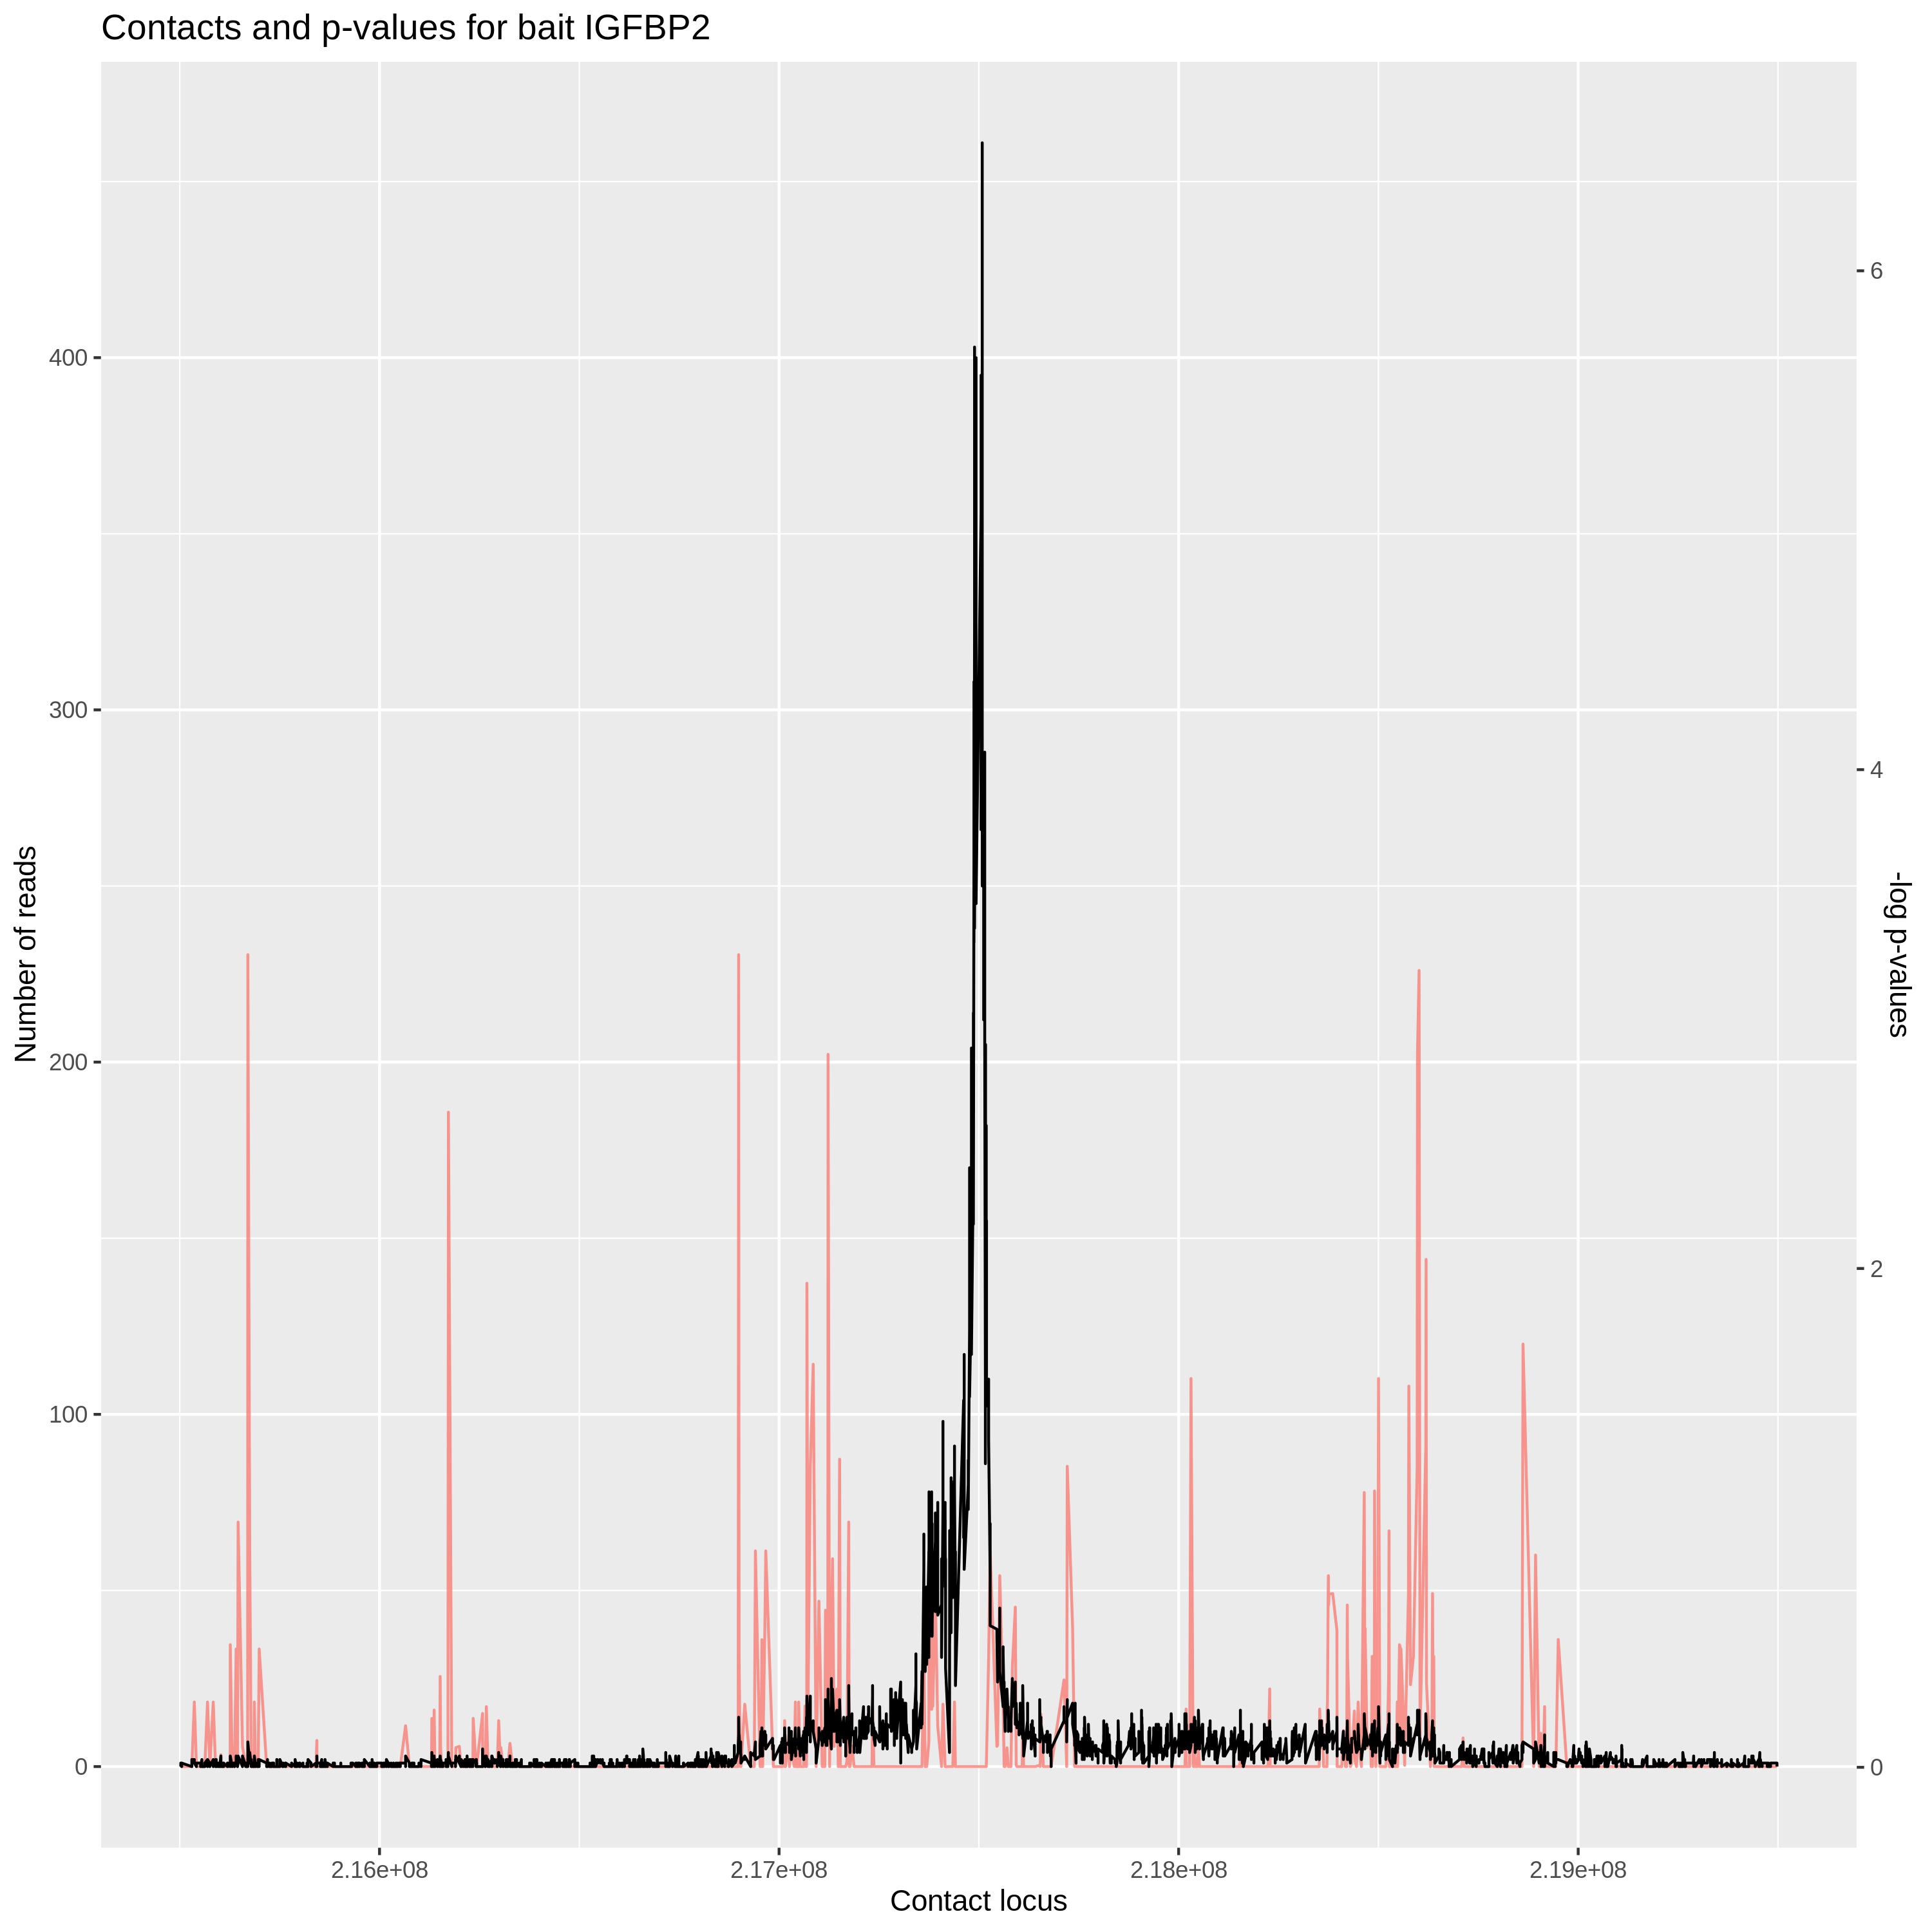 Contacts and p-values for bait IGFBP2
Number of reads
400
300
200
100
0
6
4
2
0
-log p-values
2.16e+08
2.17e+08
2.18e+08
2.19e+08
Contact locus